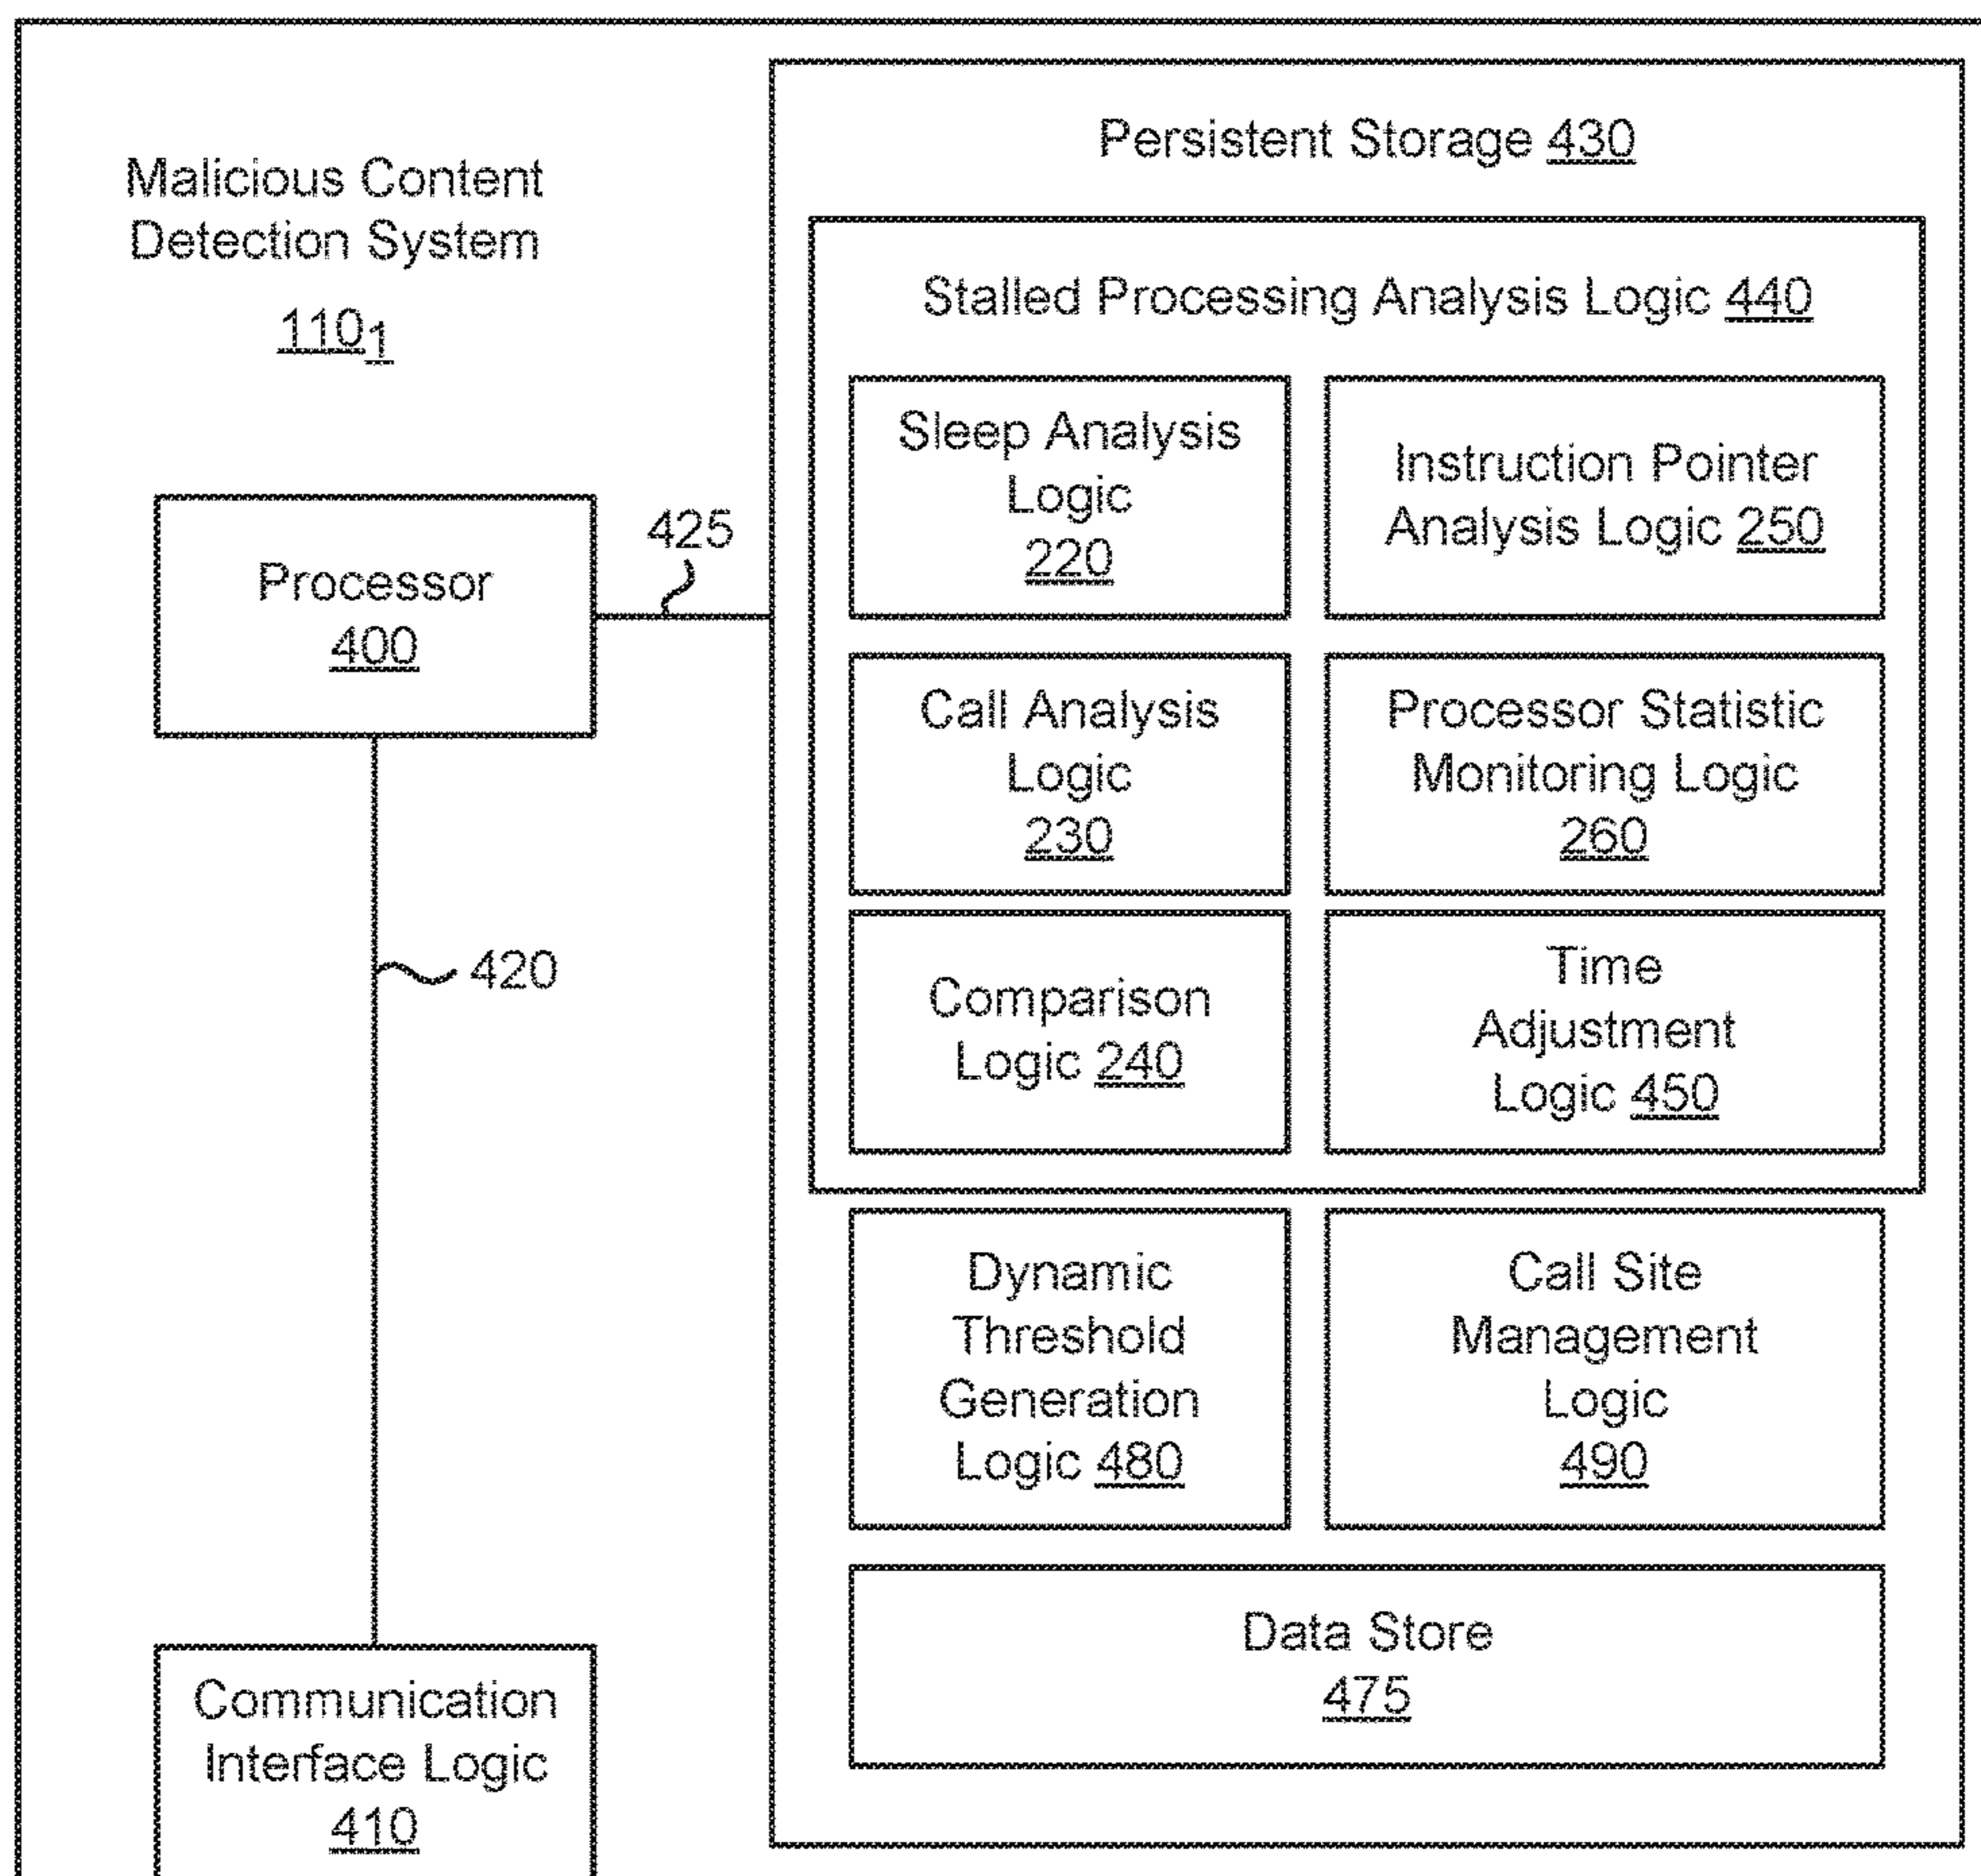 Malicious Content
Detection System
110₁
Persistent Storage 430
Stalled Processing Analysis Logic 440
Sleep Analysis
Logic
220
Instruction Pointer
Analysis Logic 250
Processor
400
425
Call Analysis
Logic
230
Processor Statistic
Monitoring Logic
260
420
Comparison
Logic 240
Time
Adjustment
Logic 450
Dynamic
Threshold
Generation
Logic 480
Call Site
Management
Logic
490
Data Store
475
Communication
Interface Logic
410